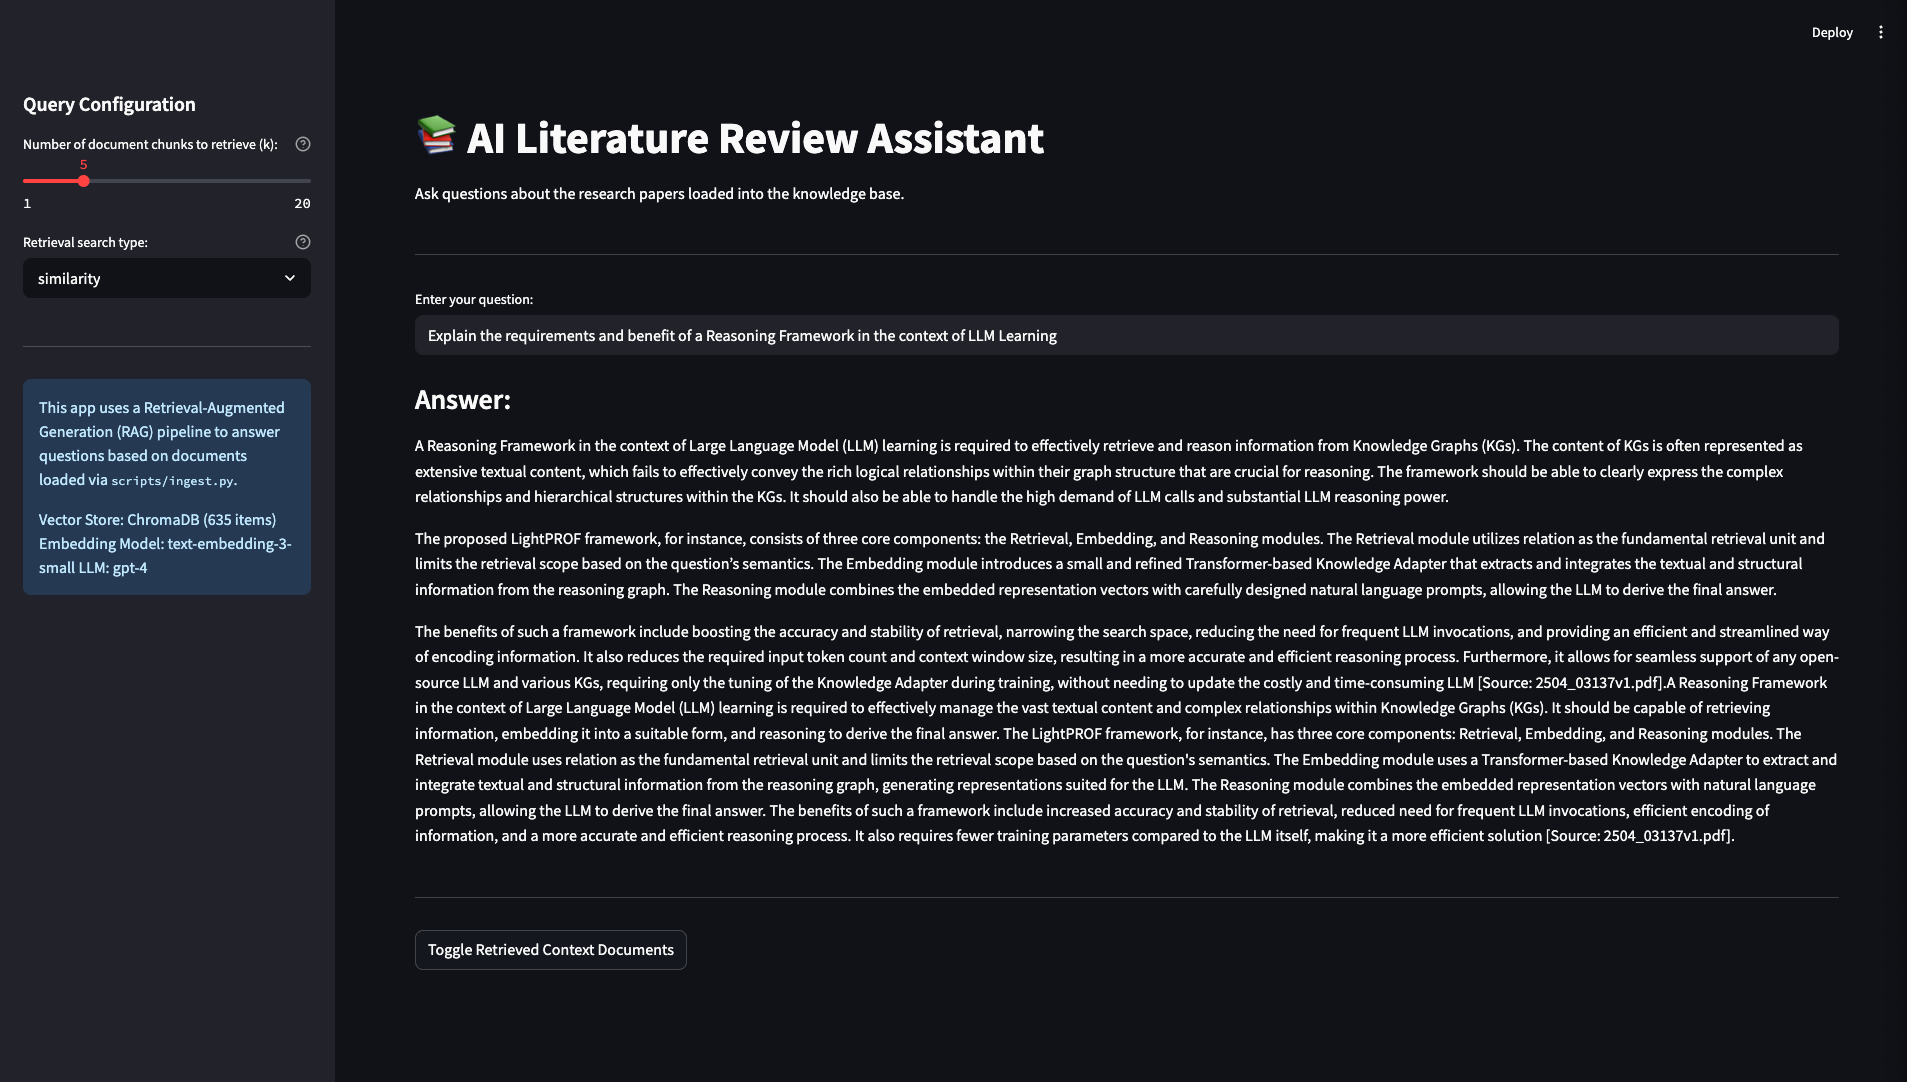 Deploy
Query Configuration
Number of document chunks to retrieve (k):
5
1
20
Retrieval search type:
similarity
This app uses a Retrieval-Augmented
Generation (RAG) pipeline to answer
questions based on documents
loaded via scripts/ingest.py.
Vector Store: ChromaDB (635 items)
Embedding Model: text-embedding-3-
small LLM: gpt-4
AI Literature Review Assistant
Ask questions about the research papers loaded into the knowledge base.
Enter your question:
Explain the requirements and benefit of a Reasoning Framework in the context of LLM Learning
Answer:
A Reasoning Framework in the context of Large Language Model (LLM) learning is required to effectively retrieve and reason information from Knowledge Graphs (KGs). The content of KGs is often represented as
extensive textual content, which fails to effectively convey the rich logical relationships within their graph structure that are crucial for reasoning. The framework should be able to clearly express the complex
relationships and hierarchical structures within the KGs. It should also be able to handle the high demand of LLM calls and substantial LLM reasoning power.
The proposed LightPROF framework, for instance, consists of three core components: the Retrieval, Embedding, and Reasoning modules. The Retrieval module utilizes relation as the fundamental retrieval unit and
limits the retrieval scope based on the question’s semantics. The Embedding module introduces a small and refined Transformer-based Knowledge Adapter that extracts and integrates the textual and structural
information from the reasoning graph. The Reasoning module combines the embedded representation vectors with carefully designed natural language prompts, allowing the LLM to derive the final answer.
The benefits of such a framework include boosting the accuracy and stability of retrieval, narrowing the search space, reducing the need for frequent LLM invocations, and providing an efficient and streamlined way
of encoding information. It also reduces the required input token count and context window size, resulting in a more accurate and efficient reasoning process. Furthermore, it allows for seamless support of any open-
source LLM and various KGs, requiring only the tuning of the Knowledge Adapter during training, without needing to update the costly and time-consuming LLM [Source: 2504_03137v1.pdf].A Reasoning Framework
in the context of Large Language Model (LLM) learning is required to effectively manage the vast textual content and complex relationships within Knowledge Graphs (KGs). It should be capable of retrieving
information, embedding it into a suitable form, and reasoning to derive the final answer. The LightPROF framework, for instance, has three core components: Retrieval, Embedding, and Reasoning modules. The
Retrieval module uses relation as the fundamental retrieval unit and limits the retrieval scope based on the question's semantics. The Embedding module uses a Transformer-based Knowledge Adapter to extract and
integrate textual and structural information from the reasoning graph, generating representations suited for the LLM. The Reasoning module combines the embedded representation vectors with natural language
prompts, allowing the LLM to derive the final answer. The benefits of such a framework include increased accuracy and stability of retrieval, reduced need for frequent LLM invocations, efficient encoding of
information, and a more accurate and efficient reasoning process. It also requires fewer training parameters compared to the LLM itself, making it a more efficient solution [Source: 2504_03137v1.pdf].
Toggle Retrieved Context Documents